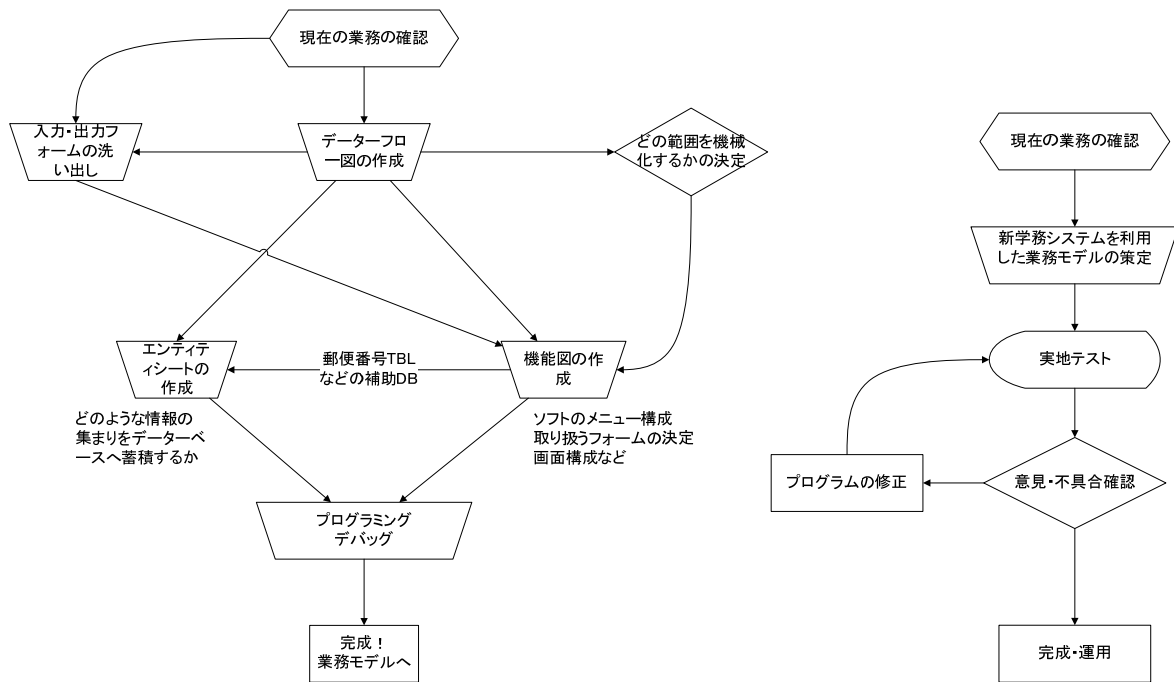 現在の業務の確認
入力・出力フ
ォームの洗
い出し
データーフロ
ー図の作成
どの範囲を機械
化するかの決定
エンティテ
ィシートの
作成
郵便番号TBL
などの補助DB
機能図の作
成
どのような情報の
集まりをデーターベ
ースへ蓄積するか
ソフトのメニュー構成
取り扱うフォームの決定
画面構成など
プログラミング
デバッグ
完成！
業務モデルへ
現在の業務の確認
新学務システムを利用
した業務モデルの策定
実地テスト
プログラムの修正
意見・不具合確認
完成・運用